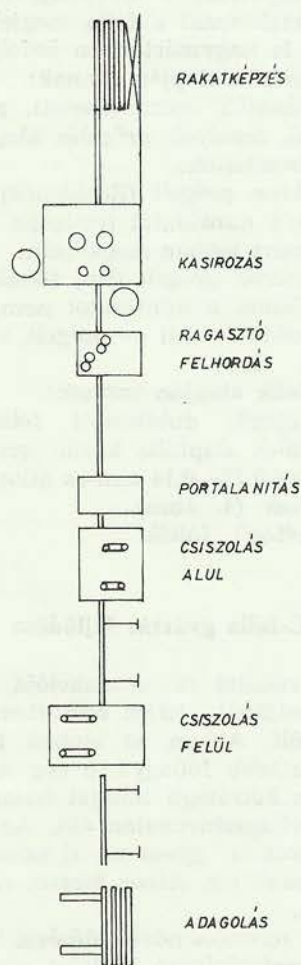 RAKATKÉPZÉS
KASIROZÁS
RAGASZTÓ
FELHORDÁS
PORTALANITÁS
CSISZOLÁS
ALUL
CSISZOLÁS
FELÜL
ADAGOLÁS